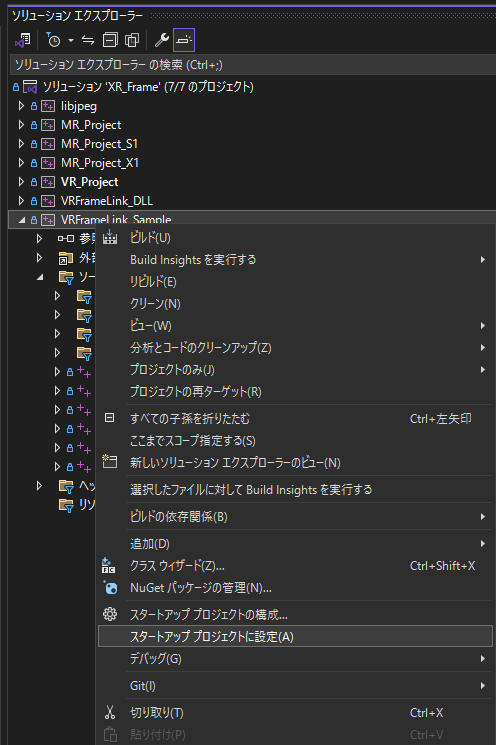 ソリューション エクスプローラー
ソリューション エクスプローラー の検索 (Ctrl+;)
ソリューション 'XR_Frame' (7/7 のプロジェクト)
libjpeg
MR_Project
MR_Project_S1
MR_Project_X1
VR_Project
VRFrameLink_DLL
VRFrameLink_Sample
参照
外部
ソー
ヘッ
リソ
ビルド(U)
Build Insights を実行する
リビルド(E)
クリーン(N)
ビュー(W)
分析とコードのクリーンアップ(Z)
プロジェクトのみ(J)
プロジェクトの再ターゲット(R)
すべての子孫を折りたたむ Ctrl+左矢印
ここまでスコープ指定する(S)
新しいソリューション エクスプローラーのビュー(N)
選択したファイルに対して Build Insights を実行する
ビルドの依存関係(B)
追加(D)
クラス ウィザード(Z)... Ctrl+Shift+X
NuGet パッケージの管理(N)...
スタートアップ プロジェクトの構成...
スタートアップ プロジェクトに設定(A)
デバッグ(G)
Git(I)
切り取り(T) Ctrl+X
貼り付け(P) Ctrl+V